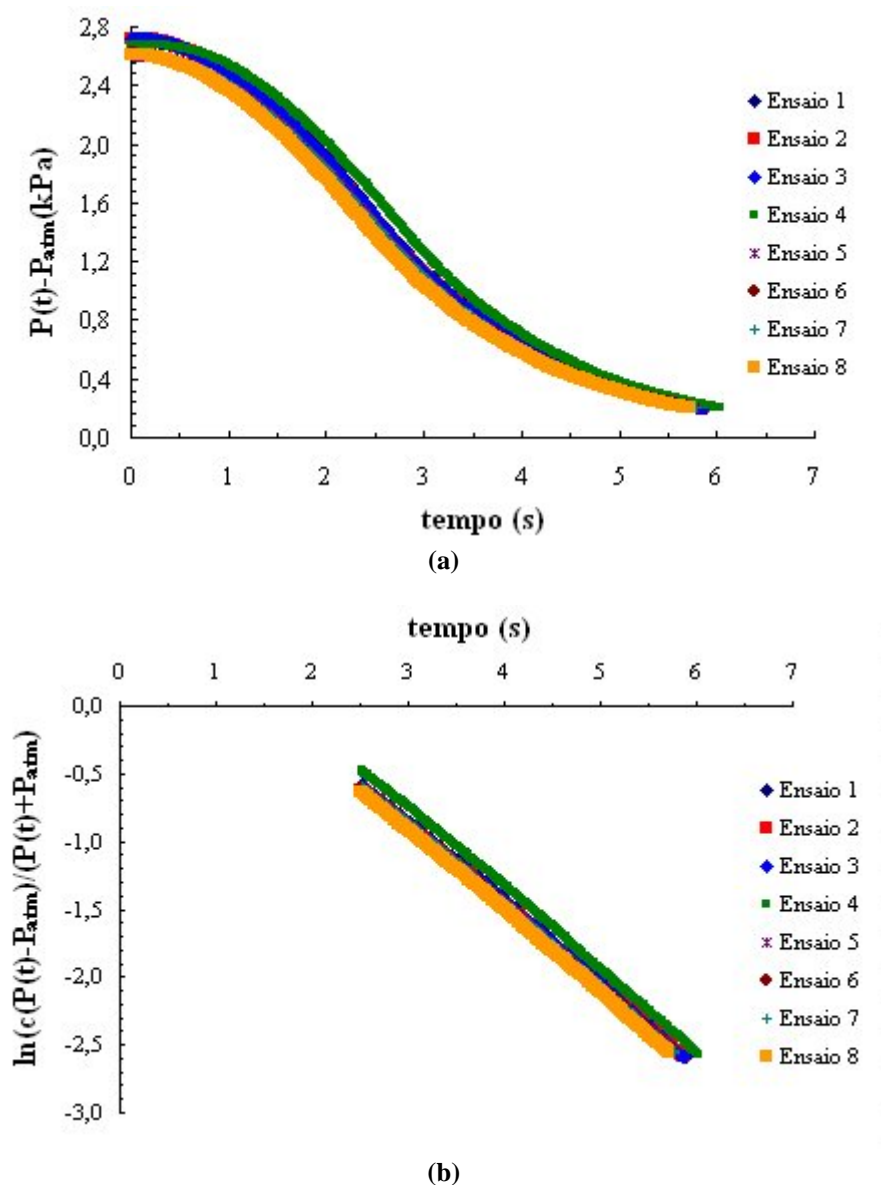 2,8
2,4
2,0
1,6
1,2
0,8
0,4
0,0
P(t)-Patm(kPa)
0 1 2 3 4 5 6 7
tempo (s)
Ensaio 1
Ensaio 2
Ensaio 3
Ensaio 4
Ensaio 5
Ensaio 6
Ensaio 7
Ensaio 8
(a)
tempo (s)
0 1 2 3 4 5 6 7
0,0
-0,5
-1,0
-1,5
-2,0
-2,5
-3,0
ln(c(P(t)-Patm)/(P(t)+Patm)
Ensaio 1
Ensaio 2
Ensaio 3
Ensaio 4
Ensaio 5
Ensaio 6
Ensaio 7
Ensaio 8
(b)